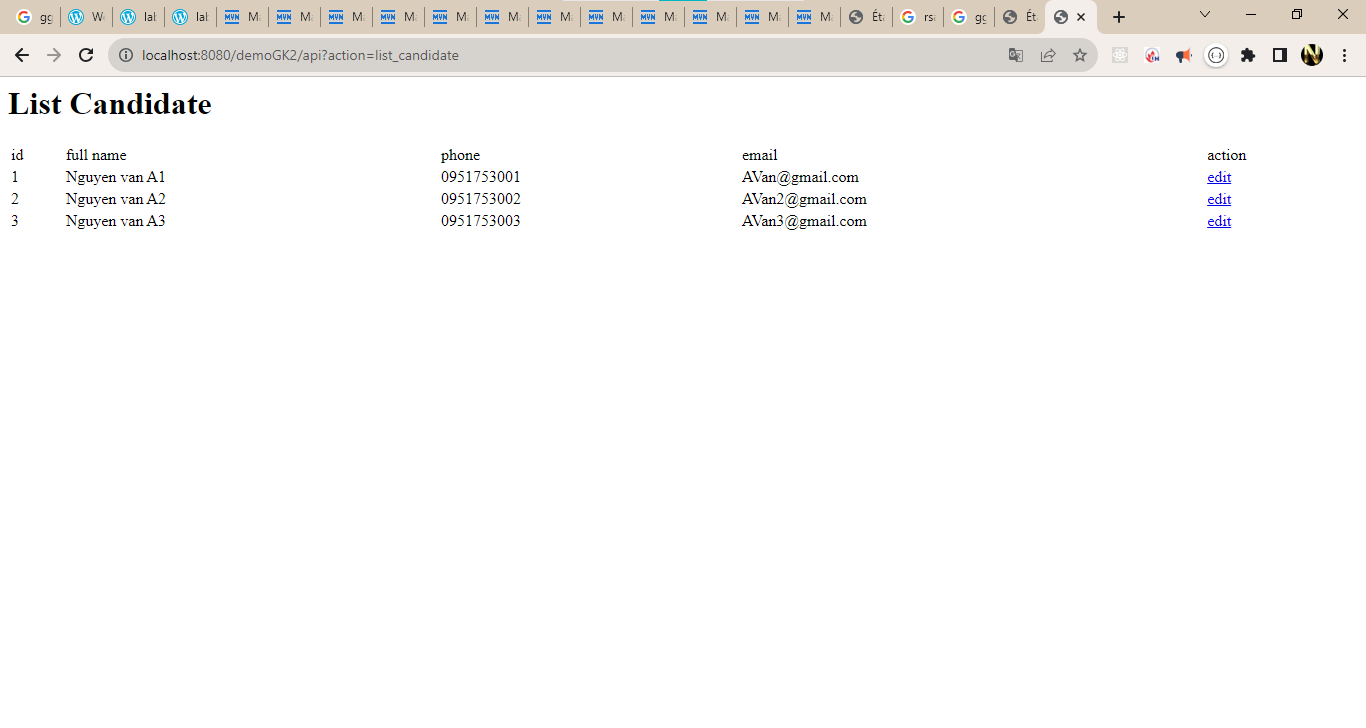 gg W lal lal M M M M M M M M M M M M Ét rs gg Ét
localhost:8080/demoGK2/api?action=list_candidate
List Candidate
id full name phone email action
1 Nguyen van A1 0951753001 AVan@gmail.com edit
2 Nguyen van A2 0951753002 AVan2@gmail.com edit
3 Nguyen van A3 0951753003 AVan3@gmail.com edit